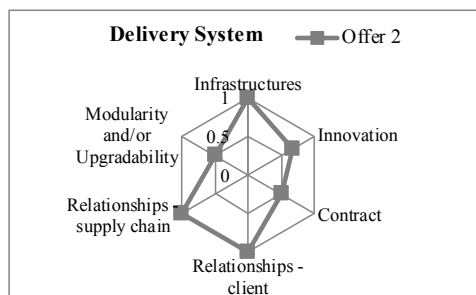 Delivery System
Offer 2
Infrastructures
1
Modularity
and/or
Upgradability
0.5
Innovation
0
Relationships -
supply chain
Contract
Relationships -
client